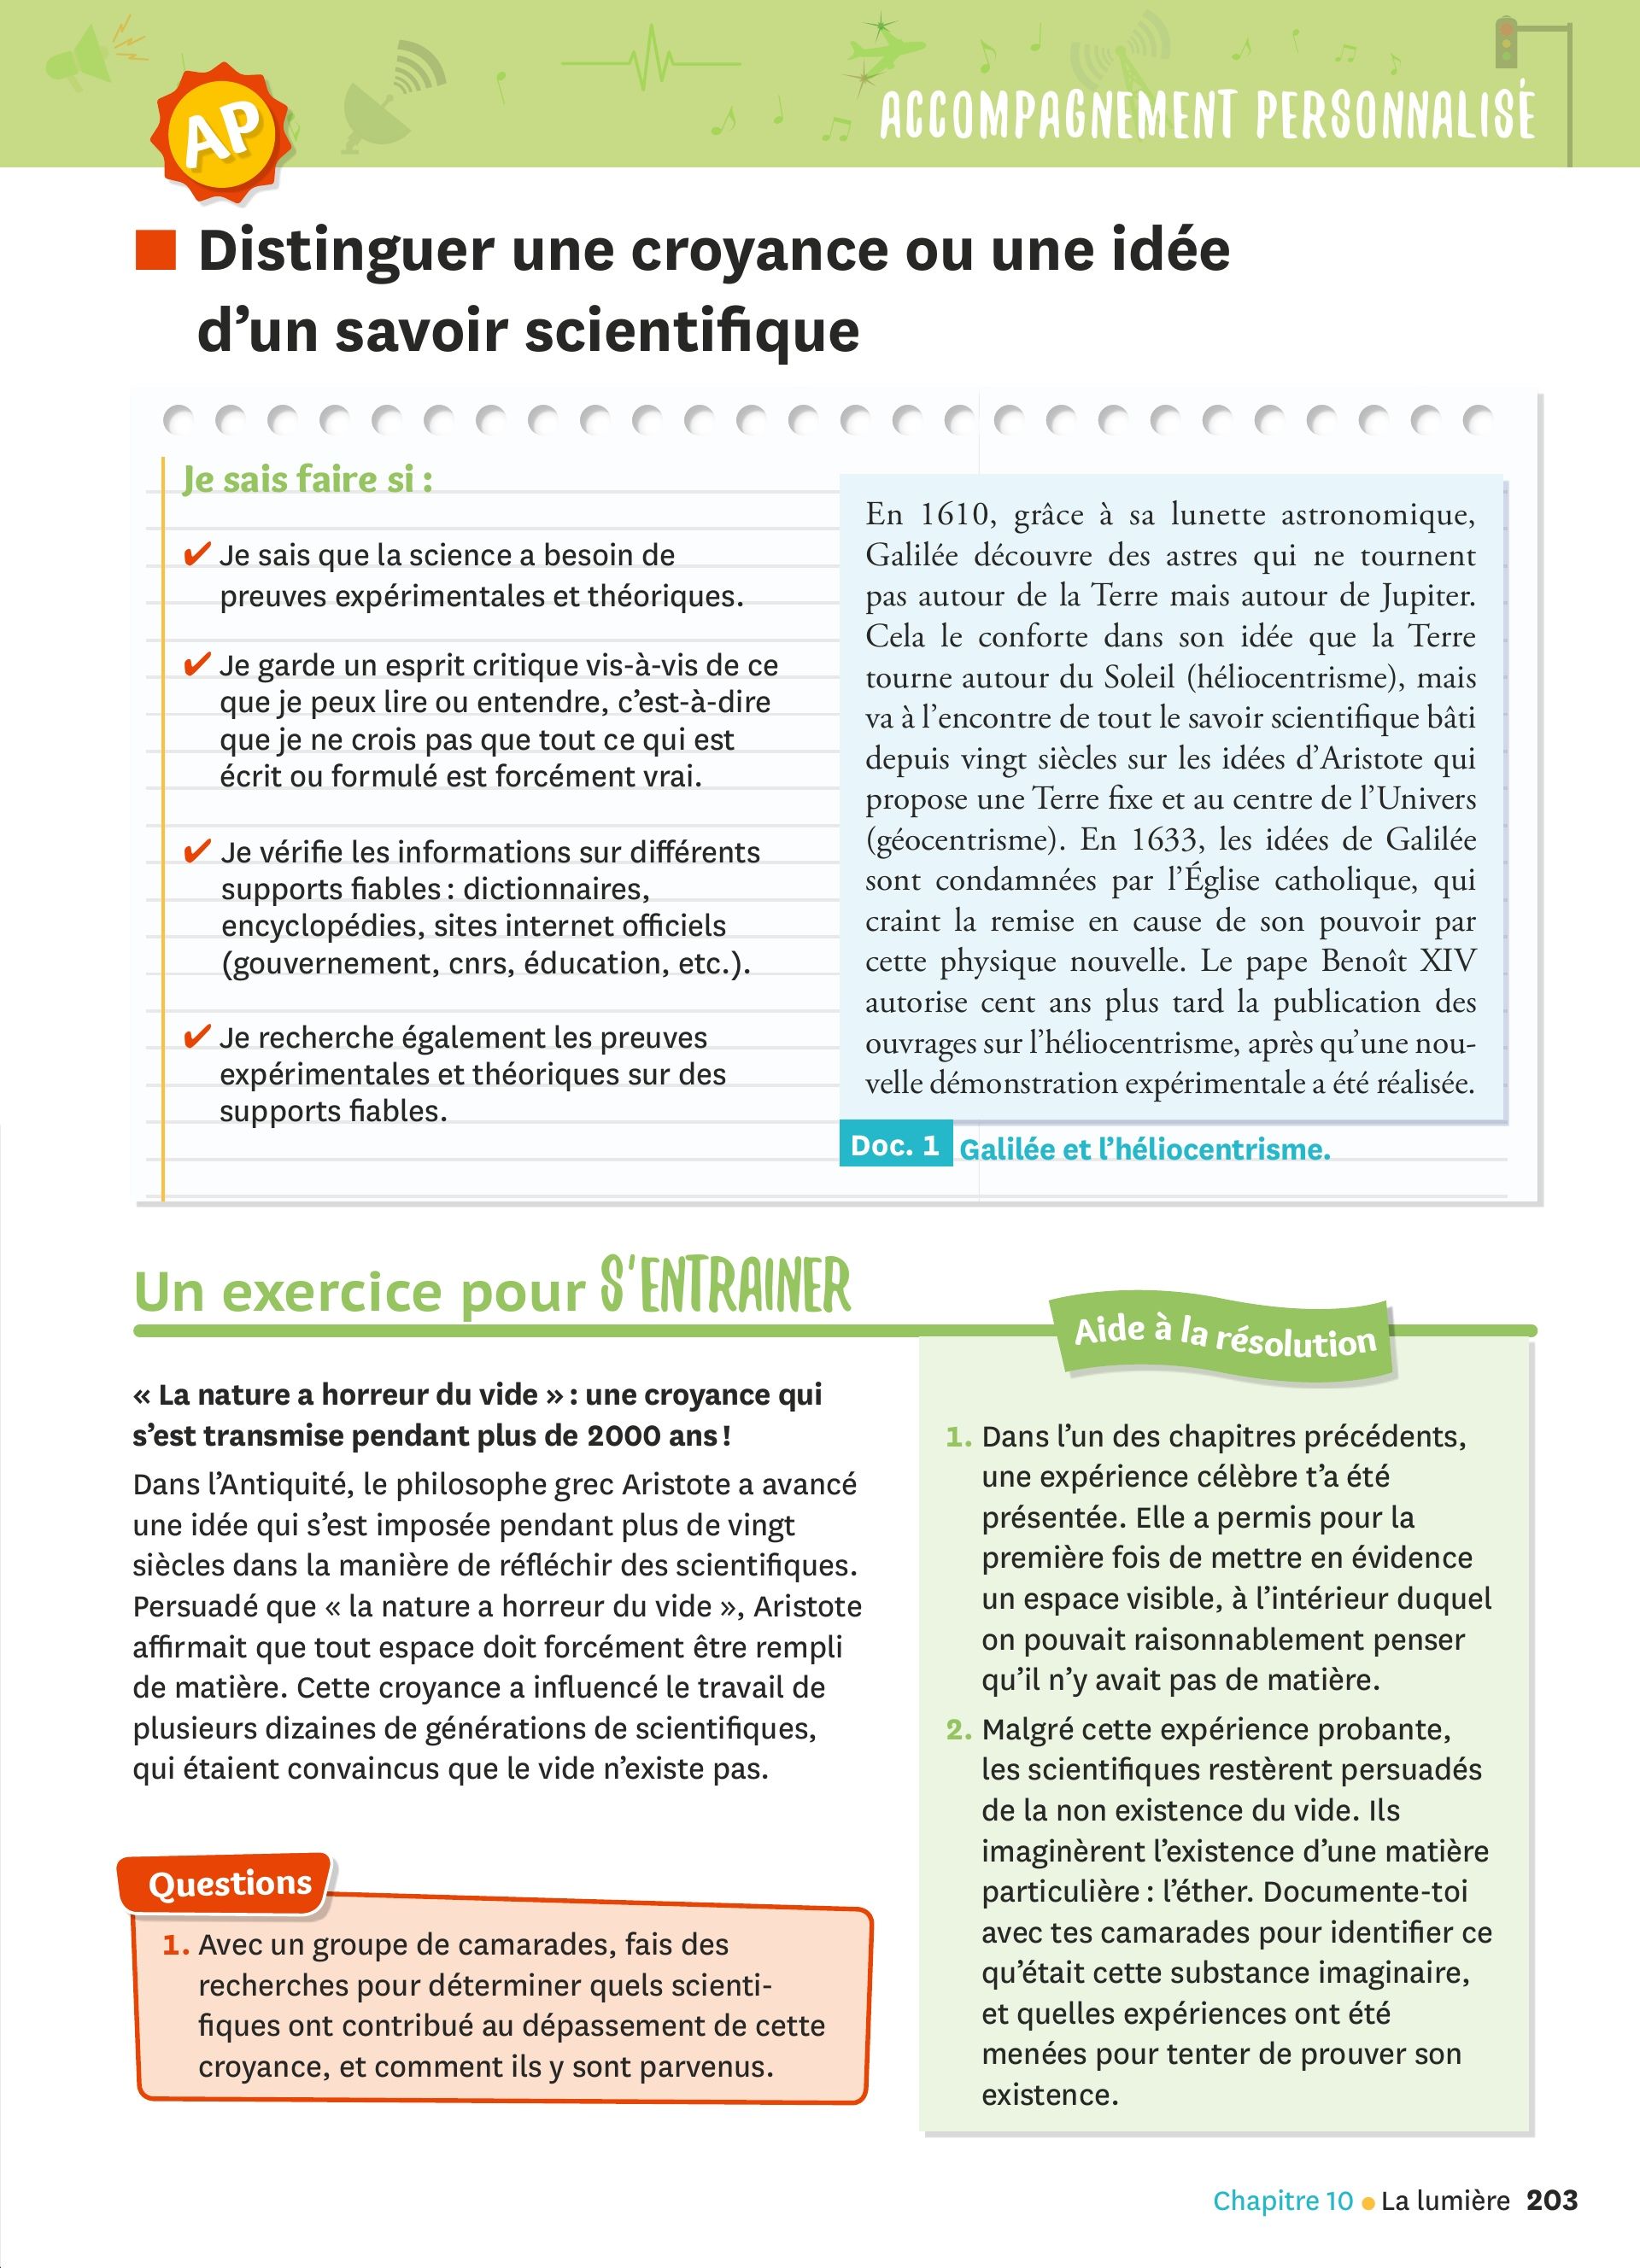 AP
ACCOMPAGNEMENT PERSONNALISÉ
Distinguer une croyance ou une idée
d'un savoir scientifique
Je sais faire si :
✔ Je sais que la science a besoin de
preuves expérimentales et théoriques.
✔ Je garde un esprit critique vis-à-vis de ce
que je peux lire ou entendre, c'est-à-dire
que je ne crois pas que tout ce qui est
écrit ou formulé est forcément vrai.
✔ Je vérifie les informations sur différents
supports fiables : dictionnaires,
encyclopédies, sites internet officiels
(gouvernement, cnrs, éducation, etc.).
✔ Je recherche également les preuves
expérimentales et théoriques sur des
supports fiables.
En 1610, grâce à sa lunette astronomique,
Galilée découvre des astres qui ne tournent
pas autour de la Terre mais autour de Jupiter.
Cela le conforte dans son idée que la Terre
tourne autour du Soleil (héliocentrisme), mais
va à l'encontre de tout le savoir scientifique bâti
depuis vingt siècles sur les idées d'Aristote qui
propose une Terre fixe et au centre de l'Univers
(géocentrisme). En 1633, les idées de Galilée
sont condamnées par l'Église catholique, qui
craint la remise en cause de son pouvoir par
cette physique nouvelle. Le pape Benoît XIV
autorise cent ans plus tard la publication des
ouvrages sur l'héliocentrisme, après qu'une nou-
velle démonstration expérimentale a été réalisée.
Doc. 1 Galilée et l'héliocentrisme.
Un exercice pour S'ENTRAINER
« La nature a horreur du vide » : une croyance qui
s'est transmise pendant plus de 2000 ans !
Dans l'Antiquité, le philosophe grec Aristote a avancé
une idée qui s'est imposée pendant plus de vingt
siècles dans la manière de réfléchir des scientifiques.
Persuadé que « la nature a horreur du vide », Aristote
affirmait que tout espace doit forcément être rempli
de matière. Cette croyance a influencé le travail de
plusieurs dizaines de générations de scientifiques,
qui étaient convaincus que le vide n'existe pas.
Questions
1. Avec un groupe de camarades, fais des
recherches pour déterminer quels scienti-
fiques ont contribué au dépassement de cette
croyance, et comment ils y sont parvenus.
Aide à la résolution
1. Dans l'un des chapitres précédents,
une expérience célèbre t'a été
présentée. Elle a permis pour la
première fois de mettre en évidence
un espace visible, à l'intérieur duquel
on pouvait raisonnablement penser
qu'il n'y avait pas de matière.
2. Malgré cette expérience probante,
les scientifiques restèrent persuadés
de la non existence du vide. Ils
imaginèrent l'existence d'une matière
particulière : l'éther. Documente-toi
avec tes camarades pour identifier ce
qu'était cette substance imaginaire,
et quelles expériences ont été
menées pour tenter de prouver son
existence.
Chapitre 10 • La lumière 203